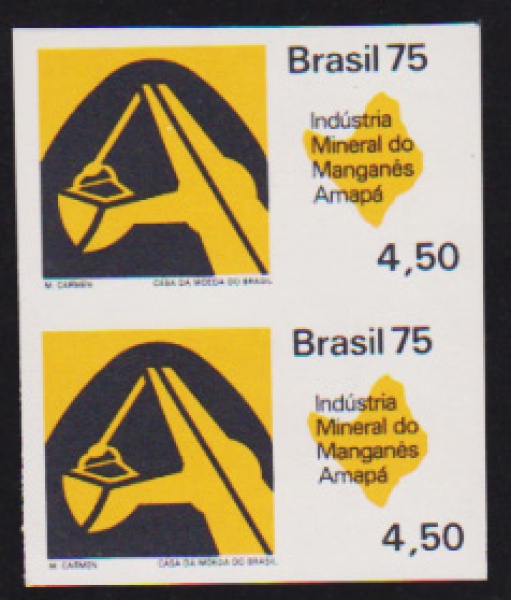 Brasil 75
Indústria
Mineral do
Manganês
Amapá
4,50
M. CARMEN
CASA DA MOEDA DO BRASIL
Brasil 75
Indústria
Mineral do
Manganês
Amapá
4,50
M. CARMEN
CASA DA MOEDA DO BRASIL